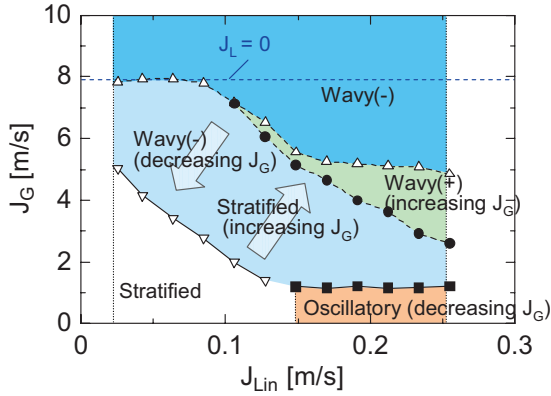 10
8
6
4
2
0
J_G [m/s]
J_L = 0
Wavy(-)
Wavy(-)
(decreasing J_G)
Wavy(+)
(increasing J_G)
Stratified
(increasing J_G)
Stratified
Oscillatory (decreasing J_G)
0
0.1
0.2
0.3
J_Lin [m/s]